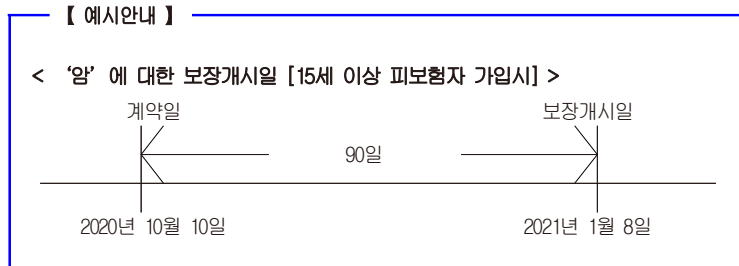 【 예시안내 】
< ‘암’에 대한 보장개시일 [15세 이상 피보험자 가입시] >
계약일 보장개시일
90일
2020년 10월 10일 2021년 1월 8일